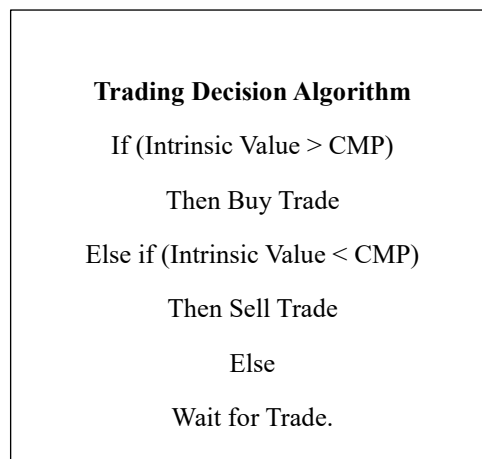 Trading Decision Algorithm
If (Intrinsic Value > CMP)
Then Buy Trade
Else if (Intrinsic Value < CMP)
Then Sell Trade
Else
Wait for Trade.